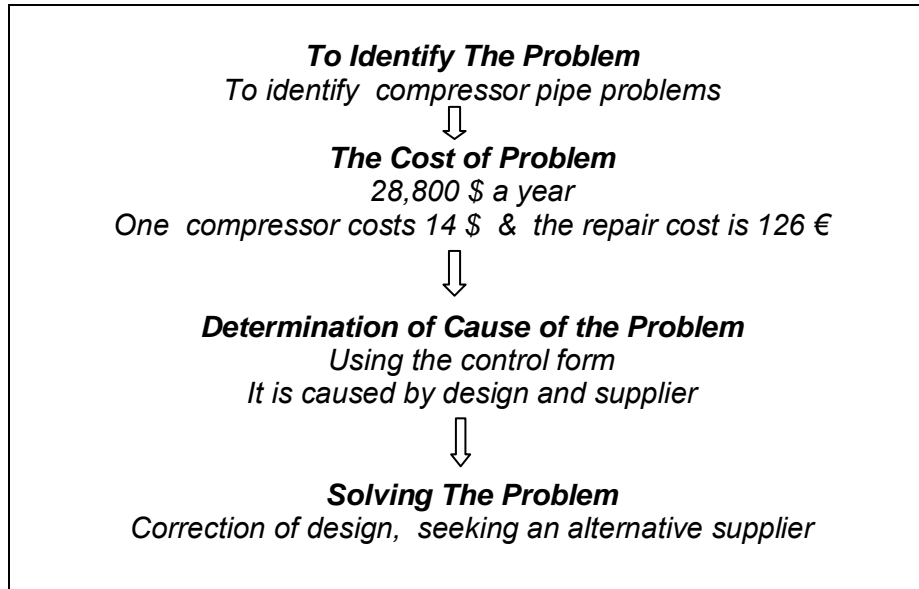 To Identify The Problem
To identify compressor pipe problems
The Cost of Problem
28,800 $ a year
One compressor costs 14 $ & the repair cost is 126 €
Determination of Cause of the Problem
Using the control form
It is caused by design and supplier
Solving The Problem
Correction of design, seeking an alternative supplier